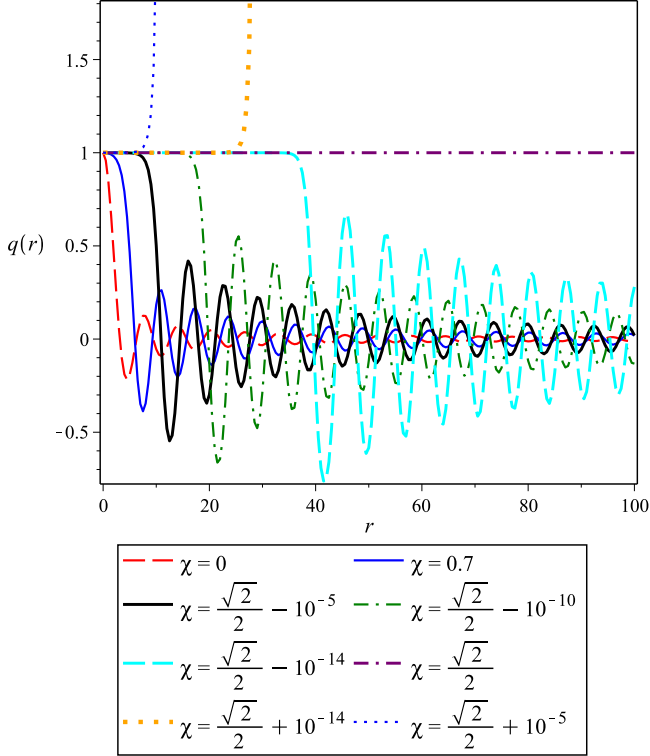 1.5
1
q(r)
0.5
0
-0.5
0 20 40 60 80 100
r
χ = 0 χ = 0.7
χ = √2/2 − 10⁻⁵ χ = √2/2 − 10⁻¹⁰
χ = √2/2 − 10⁻¹⁴ χ = √2/2
χ = √2/2 + 10⁻¹⁴ χ = √2/2 + 10⁻⁵